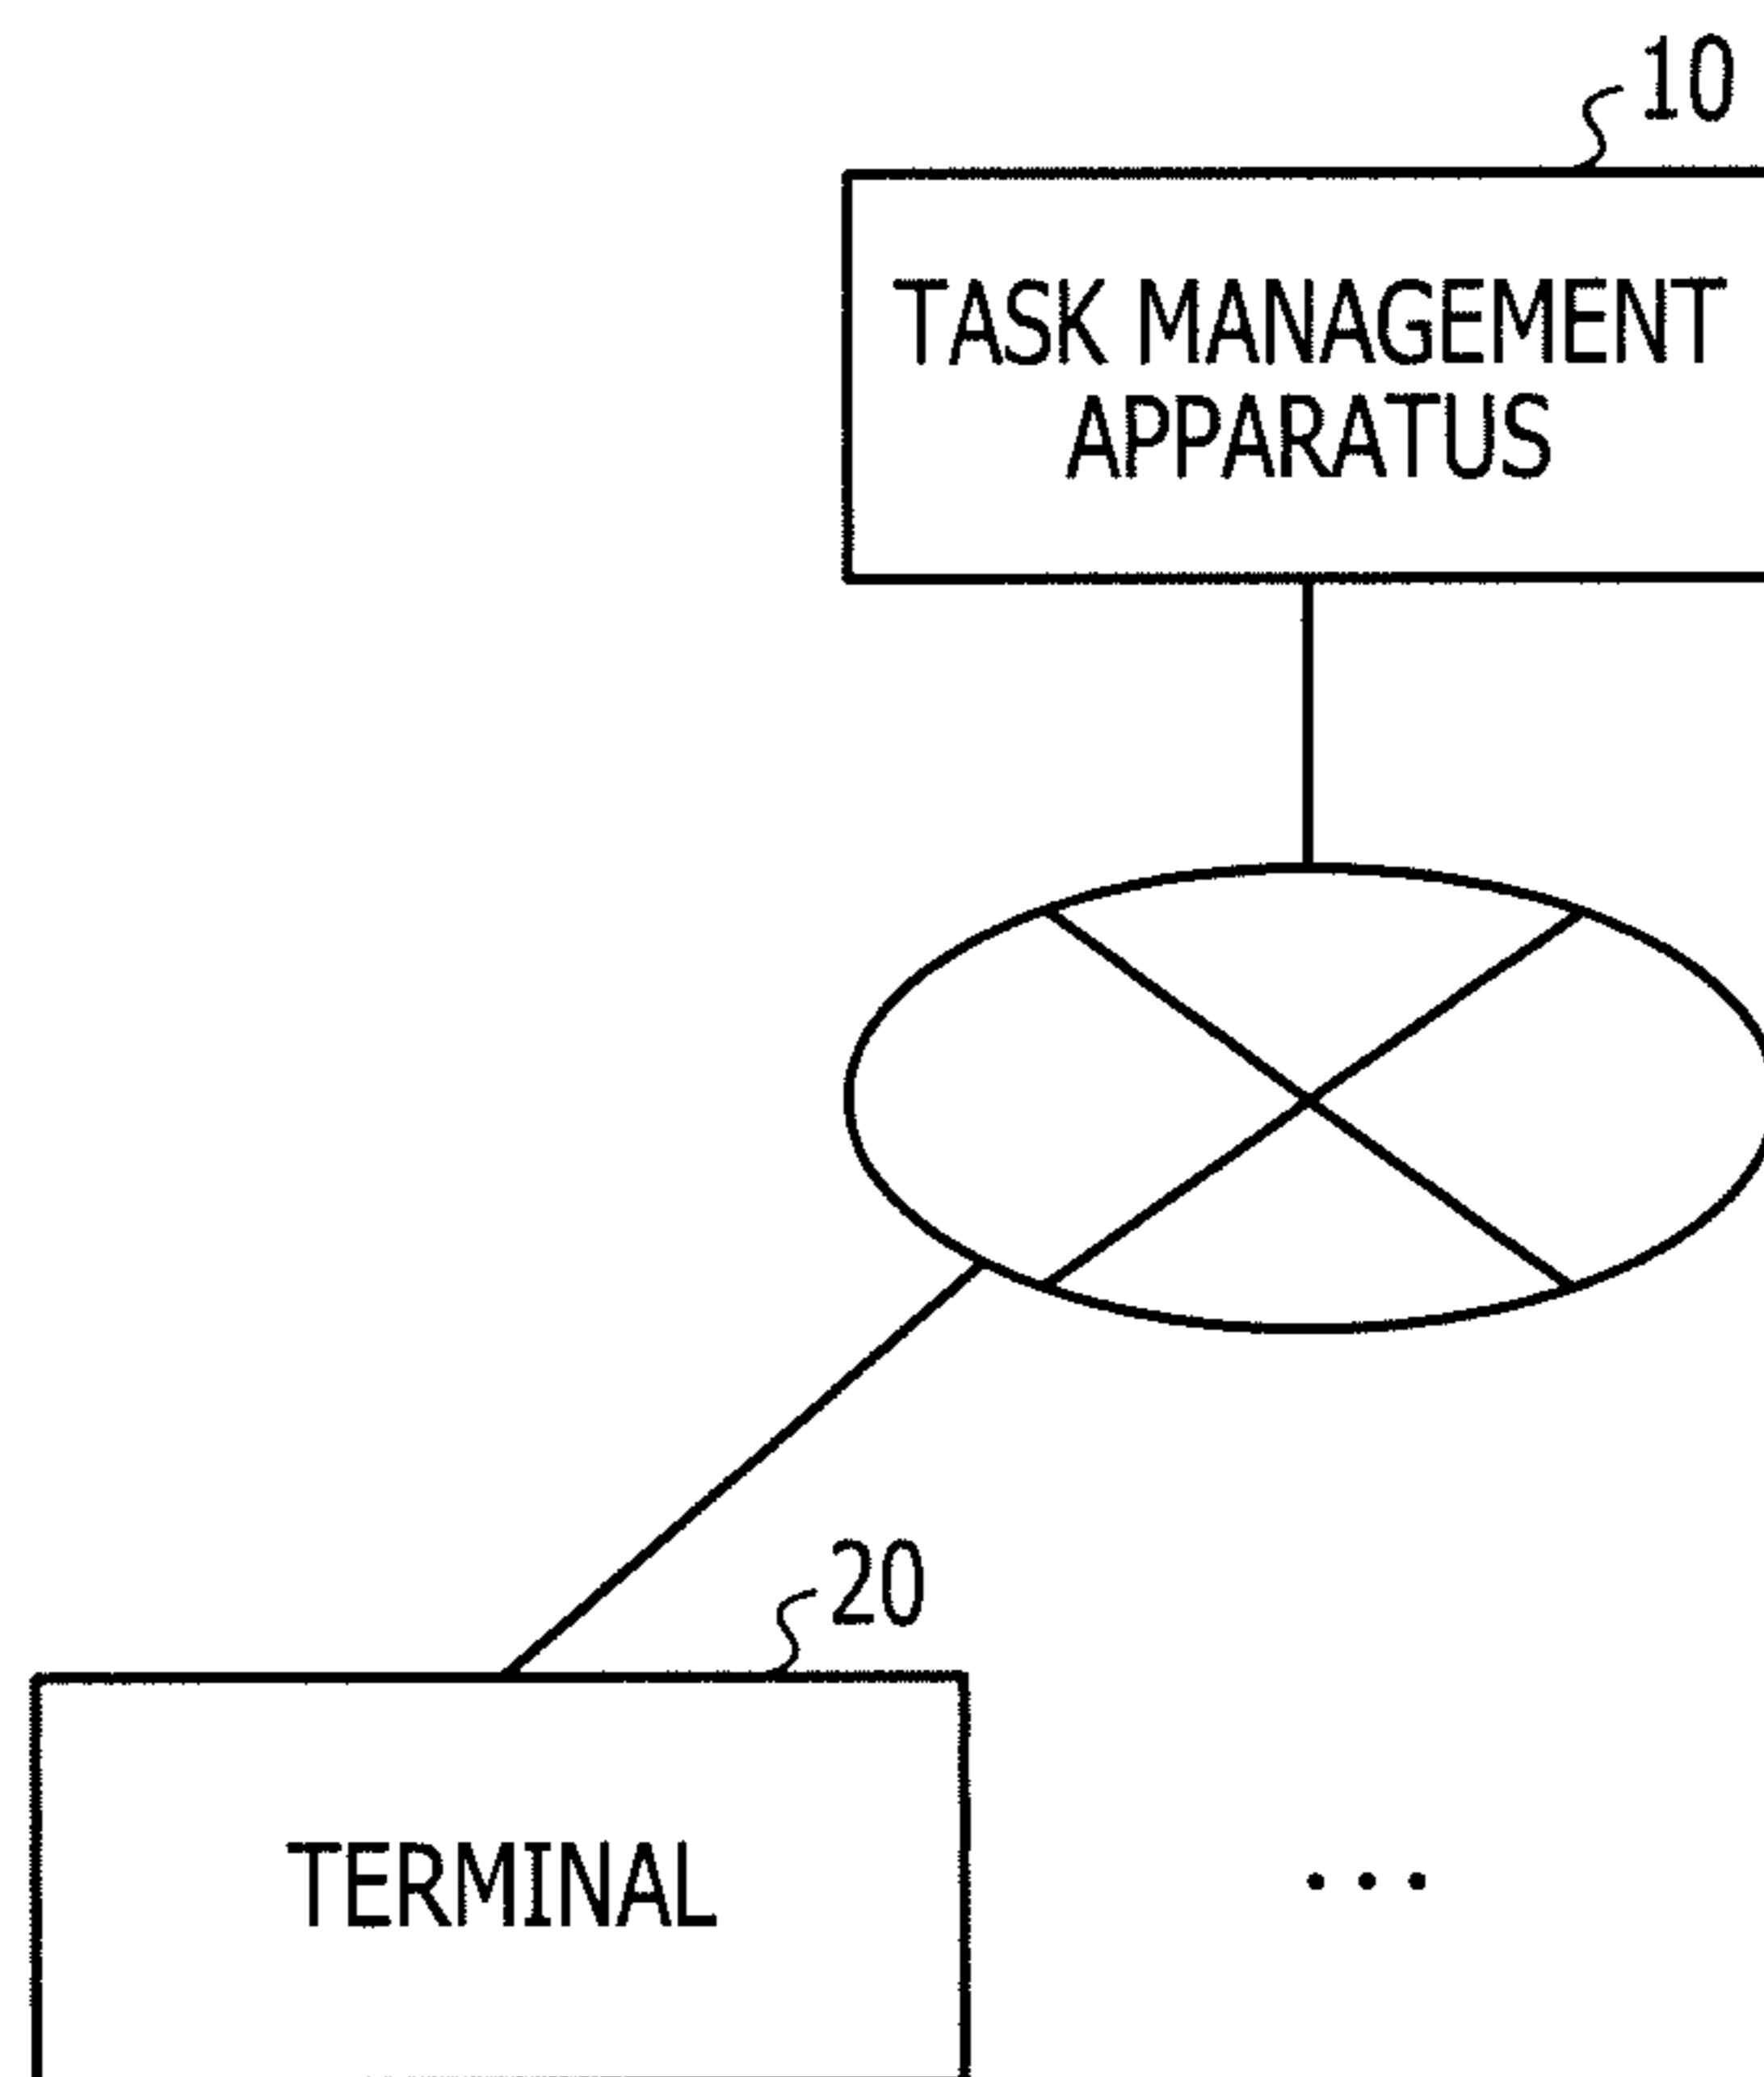 10
TASK MANAGEMENT
APPARATUS
20
TERMINAL
...